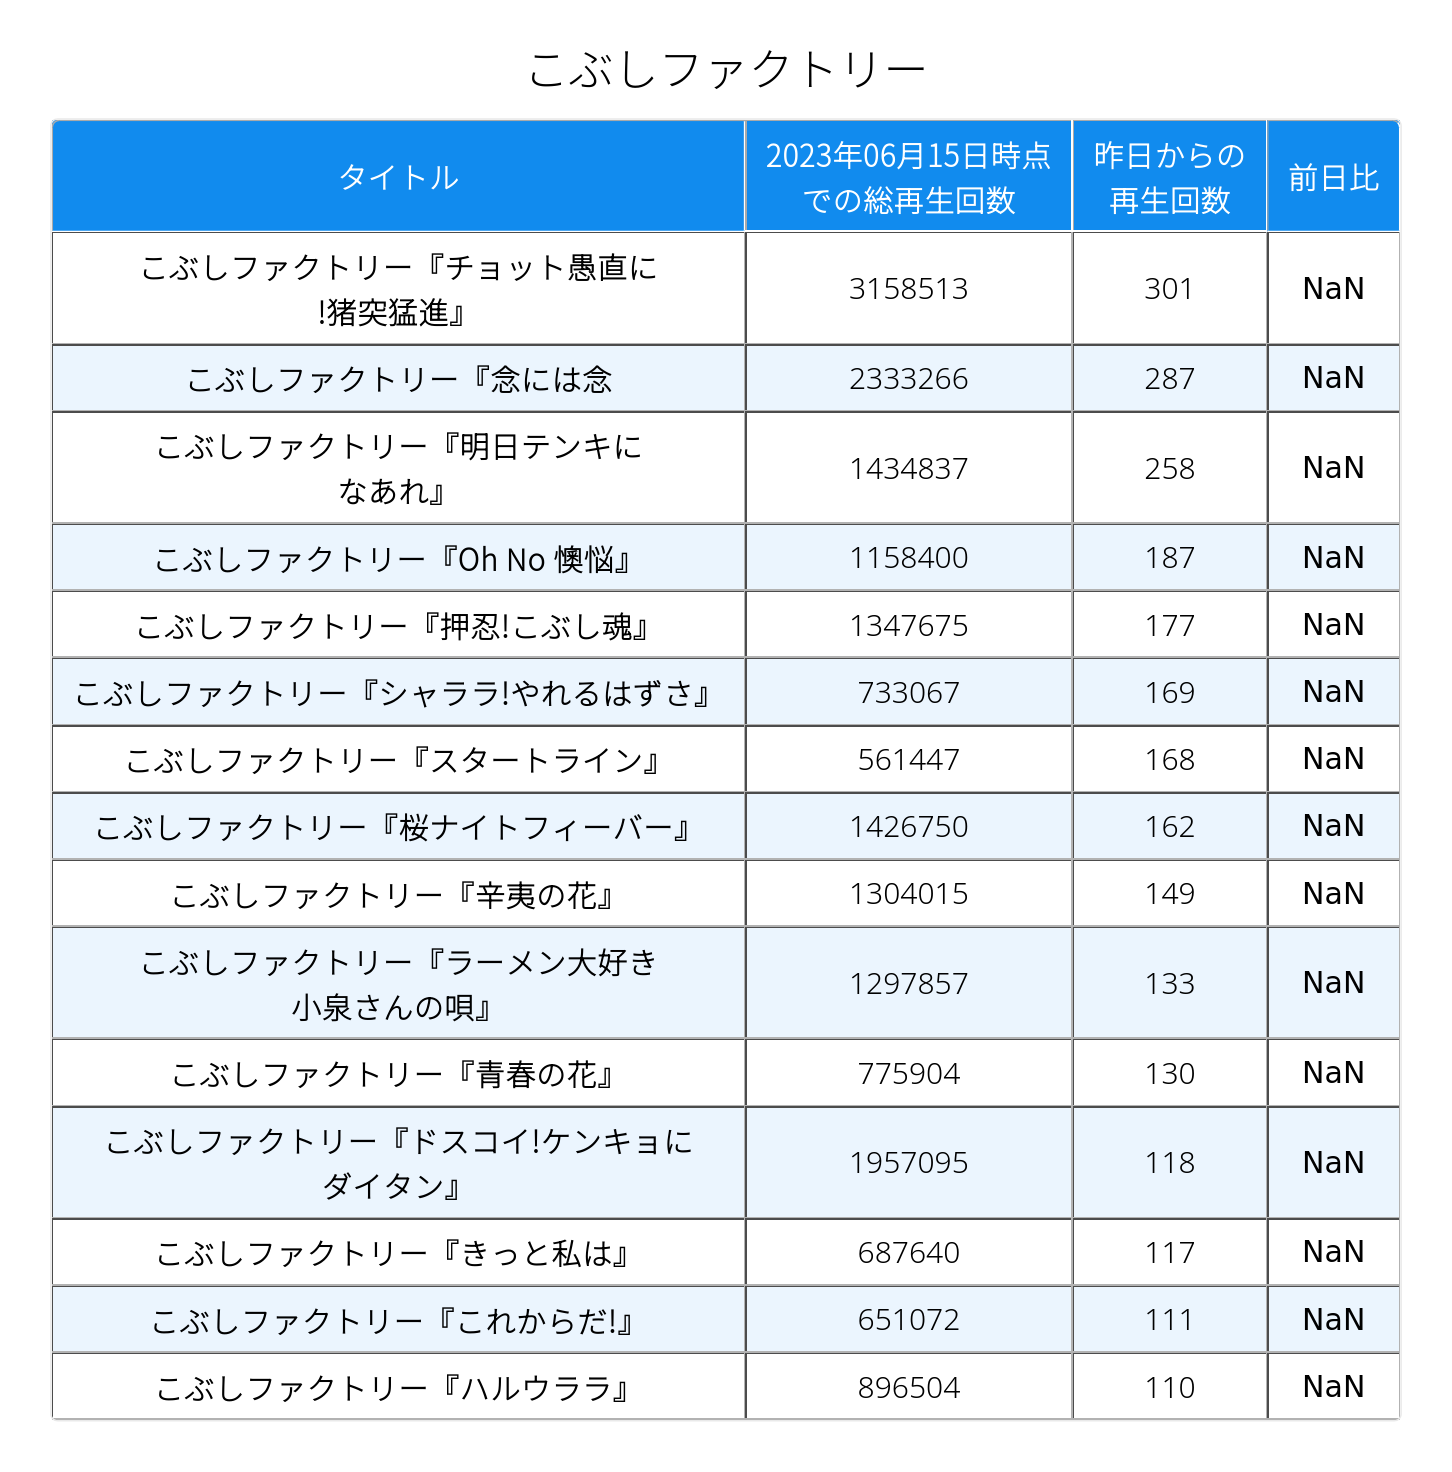 こぶしファクトリー
タイトル
2023年06月15日時点
での総再生回数
昨日からの
再生回数
前日比
こぶしファクトリー『チョット愚直に
!猪突猛進』
3158513
301
NaN
こぶしファクトリー『念には念
2333266
287
NaN
こぶしファクトリー『明日テンキに
なあれ』
1434837
258
NaN
こぶしファクトリー『Oh No 懊悩』
1158400
187
NaN
こぶしファクトリー『押忍!こぶし魂』
1347675
177
NaN
こぶしファクトリー『シャララ!やれるはずさ』
733067
169
NaN
こぶしファクトリー『スタートライン』
561447
168
NaN
こぶしファクトリー『桜ナイトフィーバー』
1426750
162
NaN
こぶしファクトリー『辛夷の花』
1304015
149
NaN
こぶしファクトリー『ラーメン大好き
小泉さんの唄』
1297857
133
NaN
こぶしファクトリー『青春の花』
775904
130
NaN
こぶしファクトリー『ドスコイ!ケンキョに
ダイタン』
1957095
118
NaN
こぶしファクトリー『きっと私は』
687640
117
NaN
こぶしファクトリー『これからだ!』
651072
111
NaN
こぶしファクトリー『ハルウララ』
896504
110
NaN